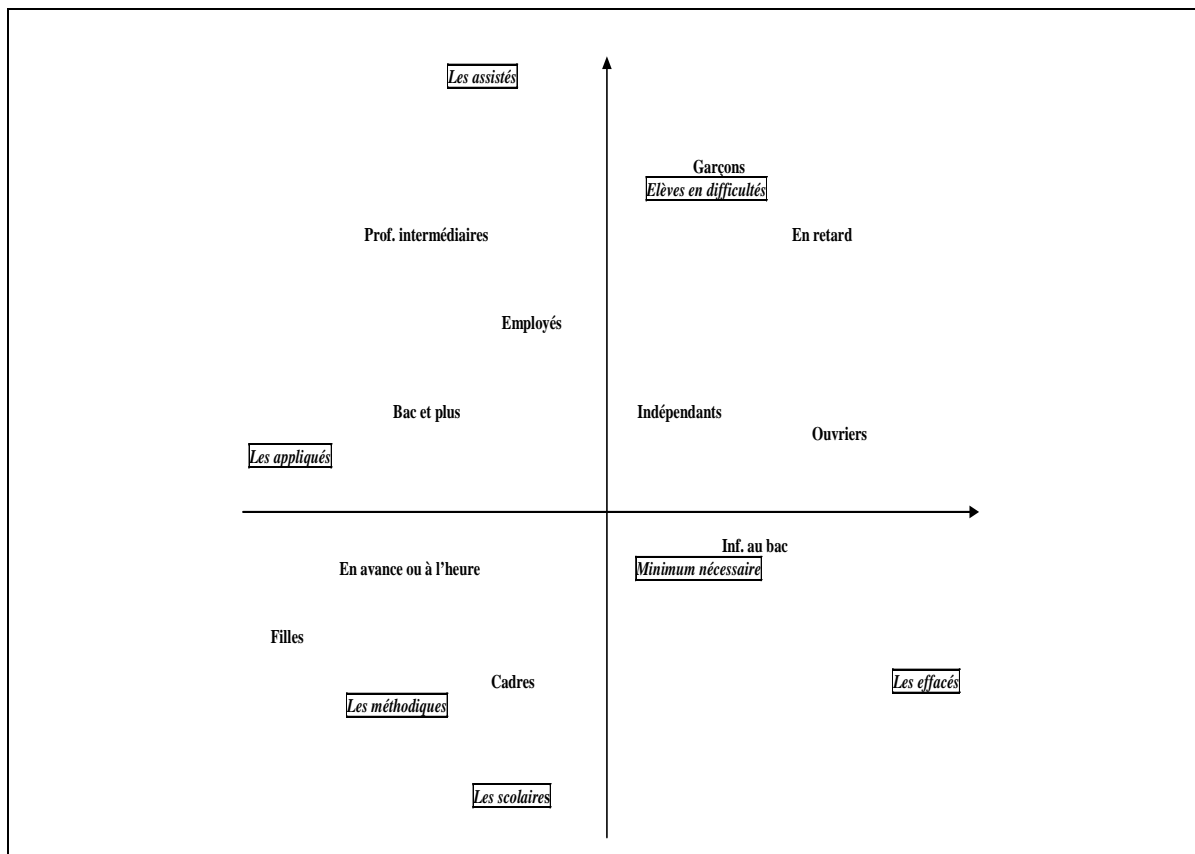 Les assistés
Garçons
Elèves en difficultés
Prof. intermédiaires
En retard
Employés
Bac et plus
Indépendants
Ouvriers
Les appliqués
Inf. au bac
En avance ou à l'heure
Minimum nécessaire
Filles
Cadres
Les effacés
Les méthodiques
Les scolaires